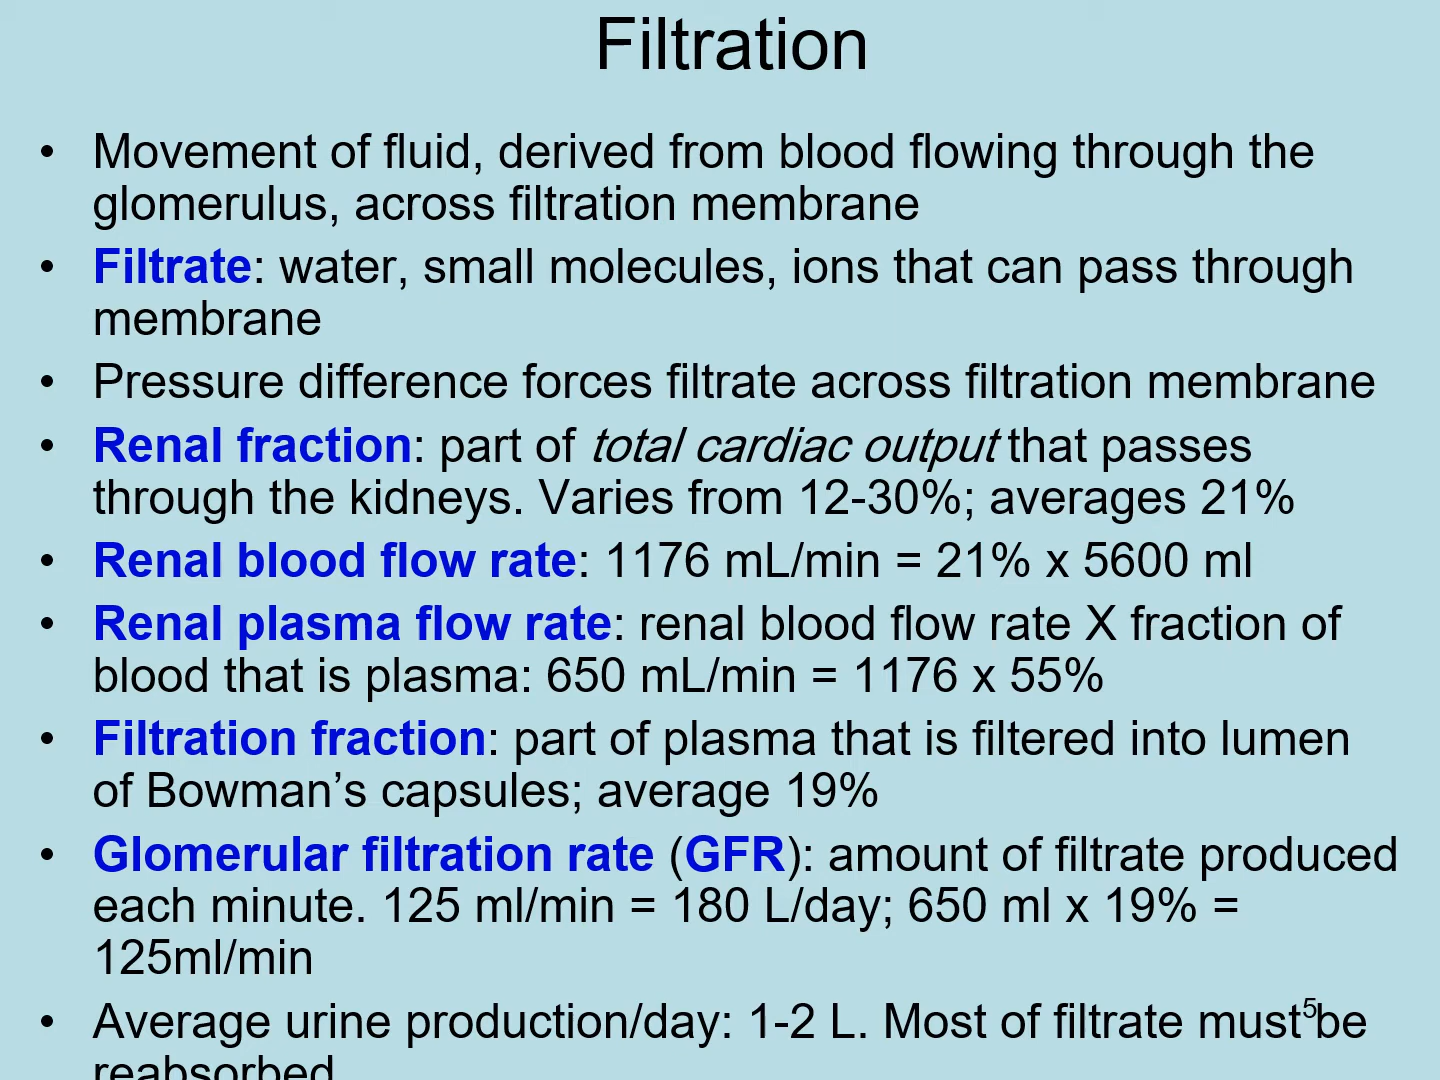 Filtration
• Movement of fluid, derived from blood flowing through the
glomerulus, across filtration membrane
• Filtrate: water, small molecules, ions that can pass through
membrane
• Pressure difference forces filtrate across filtration membrane
• Renal fraction: part of total cardiac output that passes
through the kidneys. Varies from 12-30%; averages 21%
• Renal blood flow rate: 1176 mL/min = 21% x 5600 ml
• Renal plasma flow rate: renal blood flow rate X fraction of
blood that is plasma: 650 mL/min = 1176 x 55%
• Filtration fraction: part of plasma that is filtered into lumen
of Bowman’s capsules; average 19%
• Glomerular filtration rate (GFR): amount of filtrate produced
each minute. 125 ml/min = 180 L/day; 650 ml x 19% =
125ml/min
• Average urine production/day: 1-2 L. Most of filtrate must be
reabsorbed
5